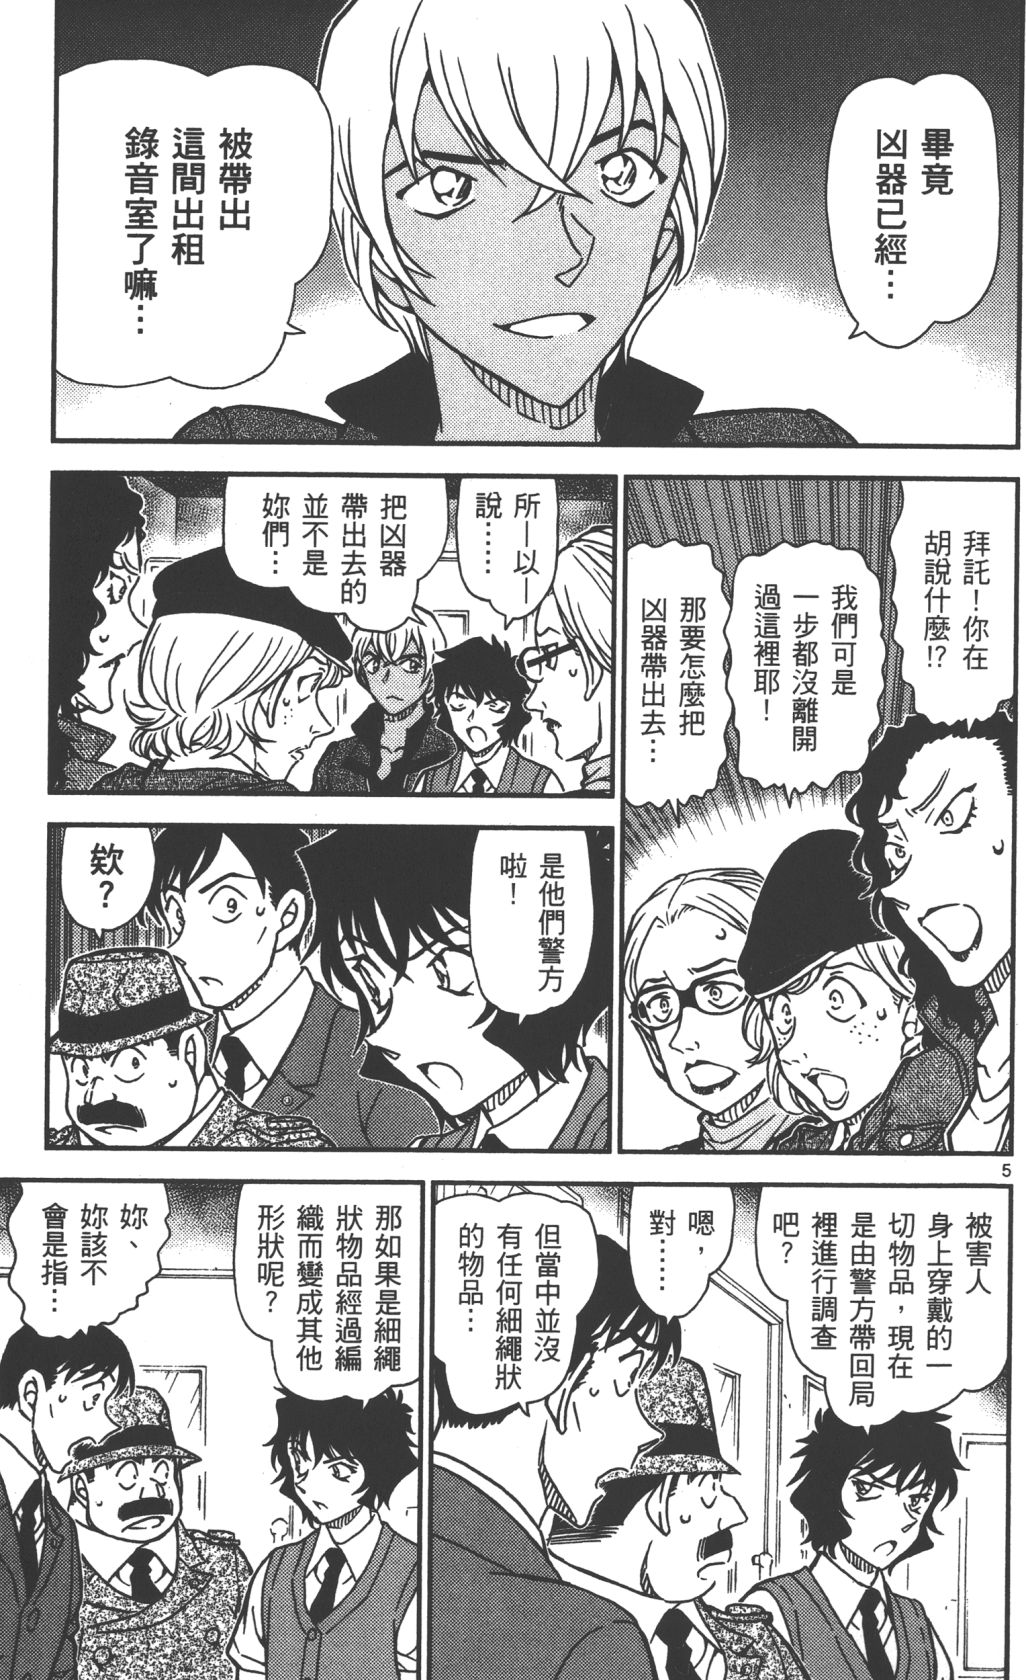 畢竟
凶器已經…
被帶出
這間出租
錄音室了嘛…
拜託！你在
胡說什麼!?
我們可是
一步都沒離開
過這裡耶！
那要怎麼把
凶器帶出去…
所—以—
說……
把凶器
帶出去的
並不是
妳們…
是他們警方
啦！
欸？
5
被害人
身上穿戴的一
切物品，現在
是由警方帶回局
裡進行調查
吧？
嗯，
對……
但當中並沒
有任何細繩狀
的物品…
那如果是細繩
狀物品經過編
織而變成其他
形狀呢？
妳、
妳該不
會是指…